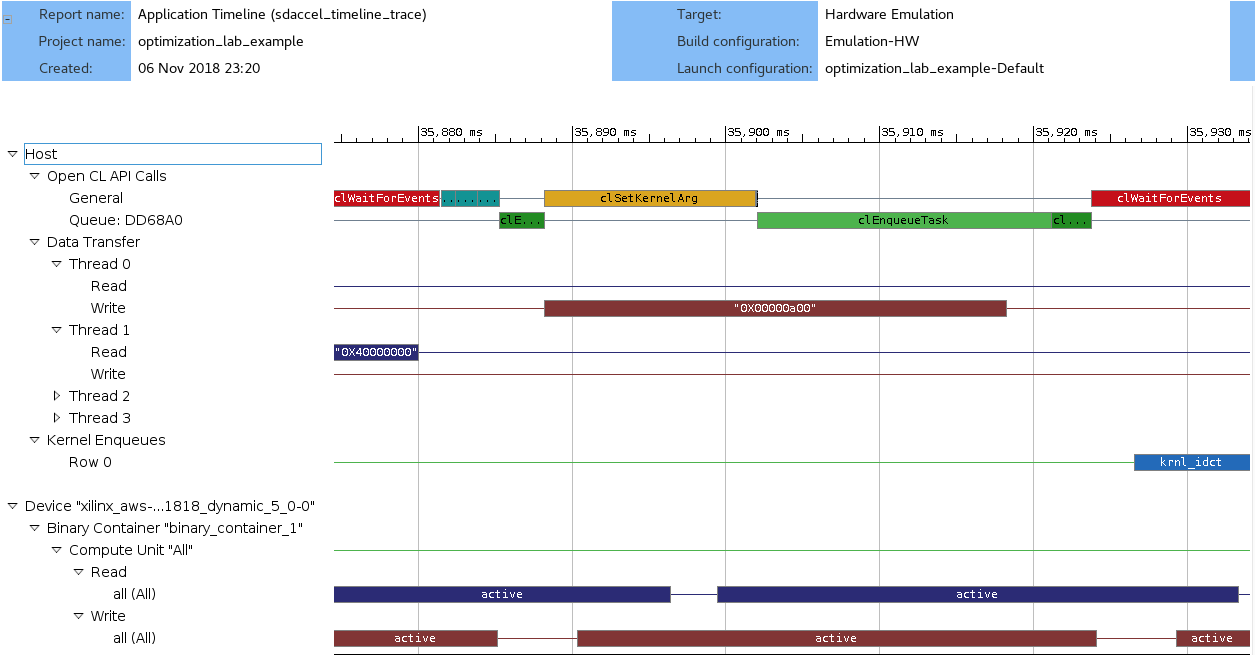 Report name: Application Timeline (sdaccel_timeline_trace) Target: Hardware Emulation
Project name: optimization_lab_example Build configuration: Emulation-HW
Created: 06 Nov 2018 23:20 Launch configuration: optimization_lab_example-Default
35,880 ms 35,890 ms 35,900 ms 35,910 ms 35,920 ms 35,930 ms
Host
Open CL API Calls
General clWaitForEvents ........ clSetKernelArg clWaitForEvents
Queue: DD68A0 clE... clEnqueueTask cl...
Data Transfer
Thread 0
Read
Write "0X00000a00"
Thread 1
Read "0X40000000"
Write
Thread 2
Thread 3
Kernel Enqueues
Row 0 krnl_idct
Device "xilinx_aws-...1818_dynamic_5_0-0"
Binary Container "binary_container_1"
Compute Unit "All"
Read
all (All) active active
Write
all (All) active active active